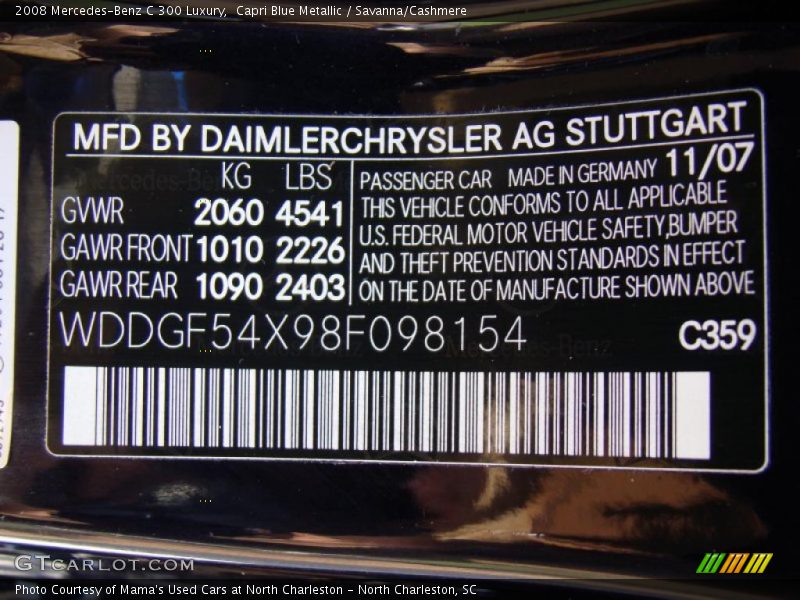 2008 Mercedes-Benz C 300 Luxury,  Capri Blue Metallic / Savanna/Cashmere
MFD BY DAIMLERCHRYSLER AG STUTTGART
KG LBS
GVWR 2060 4541
GAWR FRONT 1010 2226
GAWR REAR 1090 2403
PASSENGER CAR MADE IN GERMANY 11/07
THIS VEHICLE CONFORMS TO ALL APPLICABLE
U.S. FEDERAL MOTOR VEHICLE SAFETY,BUMPER
AND THEFT PREVENTION STANDARDS IN EFFECT
ON THE DATE OF MANUFACTURE SHOWN ABOVE
WDDGF54X98F098154
C359
GTCARLOT.COM
Photo Courtesy of Mama's Used Cars at North Charleston - North Charleston, SC